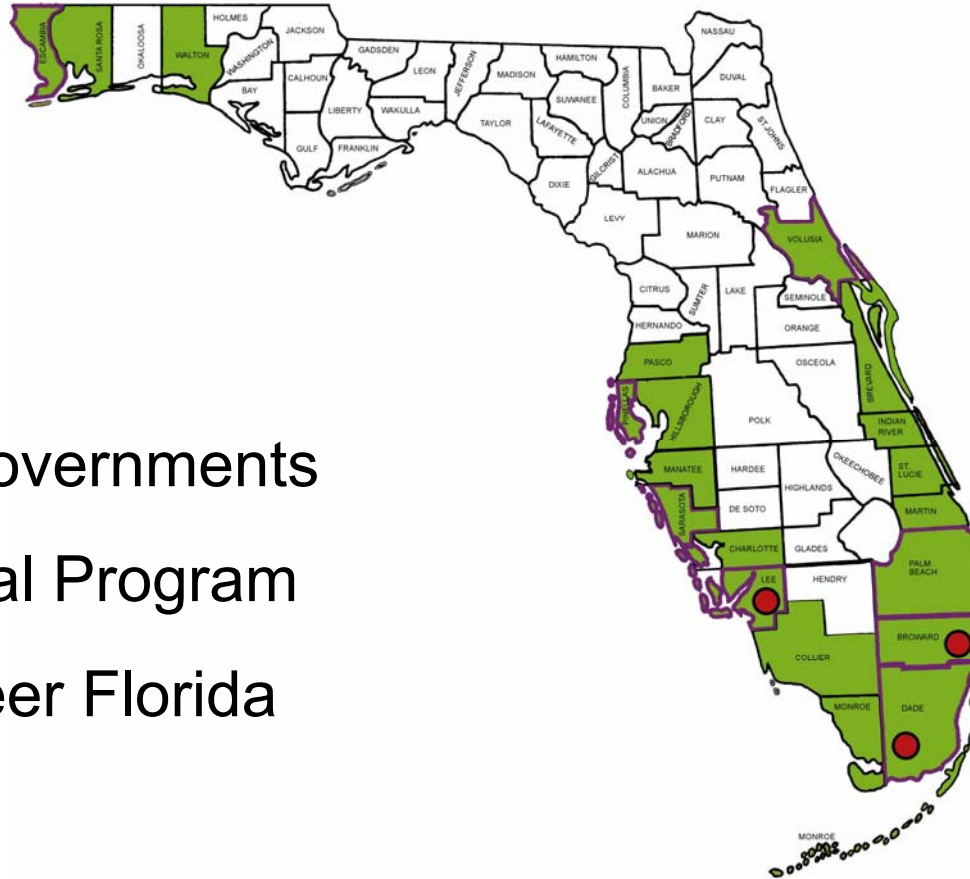 ESCAMBIA
SANTA ROSA
OKALOOSA
WALTON
HOLMES
WASHINGTON
JACKSON
BAY
CALHOUN
GULF
LIBERTY
GADSDEN
FRANKLIN
LEON
WAKULLA
JEFFERSON
MADISON
TAYLOR
HAMILTON
SUWANEE
LAFAYETTE
DIXIE
COLUMBIA
GILCRIST
BAKER
UNION
BRADFORD
ALACHUA
LEVY
NASSAU
DUVAL
CLAY
ST. JOHNS
PUTNAM
FLAGLER
MARION
VOLUSIA
CITRUS
SUMTER
LAKE
SEMINOLE
ORANGE
HERNANDO
PASCO
OSCEOLA
BREVARD
PINELLAS
HILLSBOROUGH
POLK
INDIAN
RIVER
MANATEE
HARDEE
OKEECHOBEE
ST.
LUCIE
HIGHLANDS
SARASOTA
DE SOTO
MARTIN
CHARLOTTE
GLADES
LEE
HENDRY
PALM
BEACH
BROWARD
COLLIER
MONROE
DADE
MONROE
overnments
al Program
eer Florida